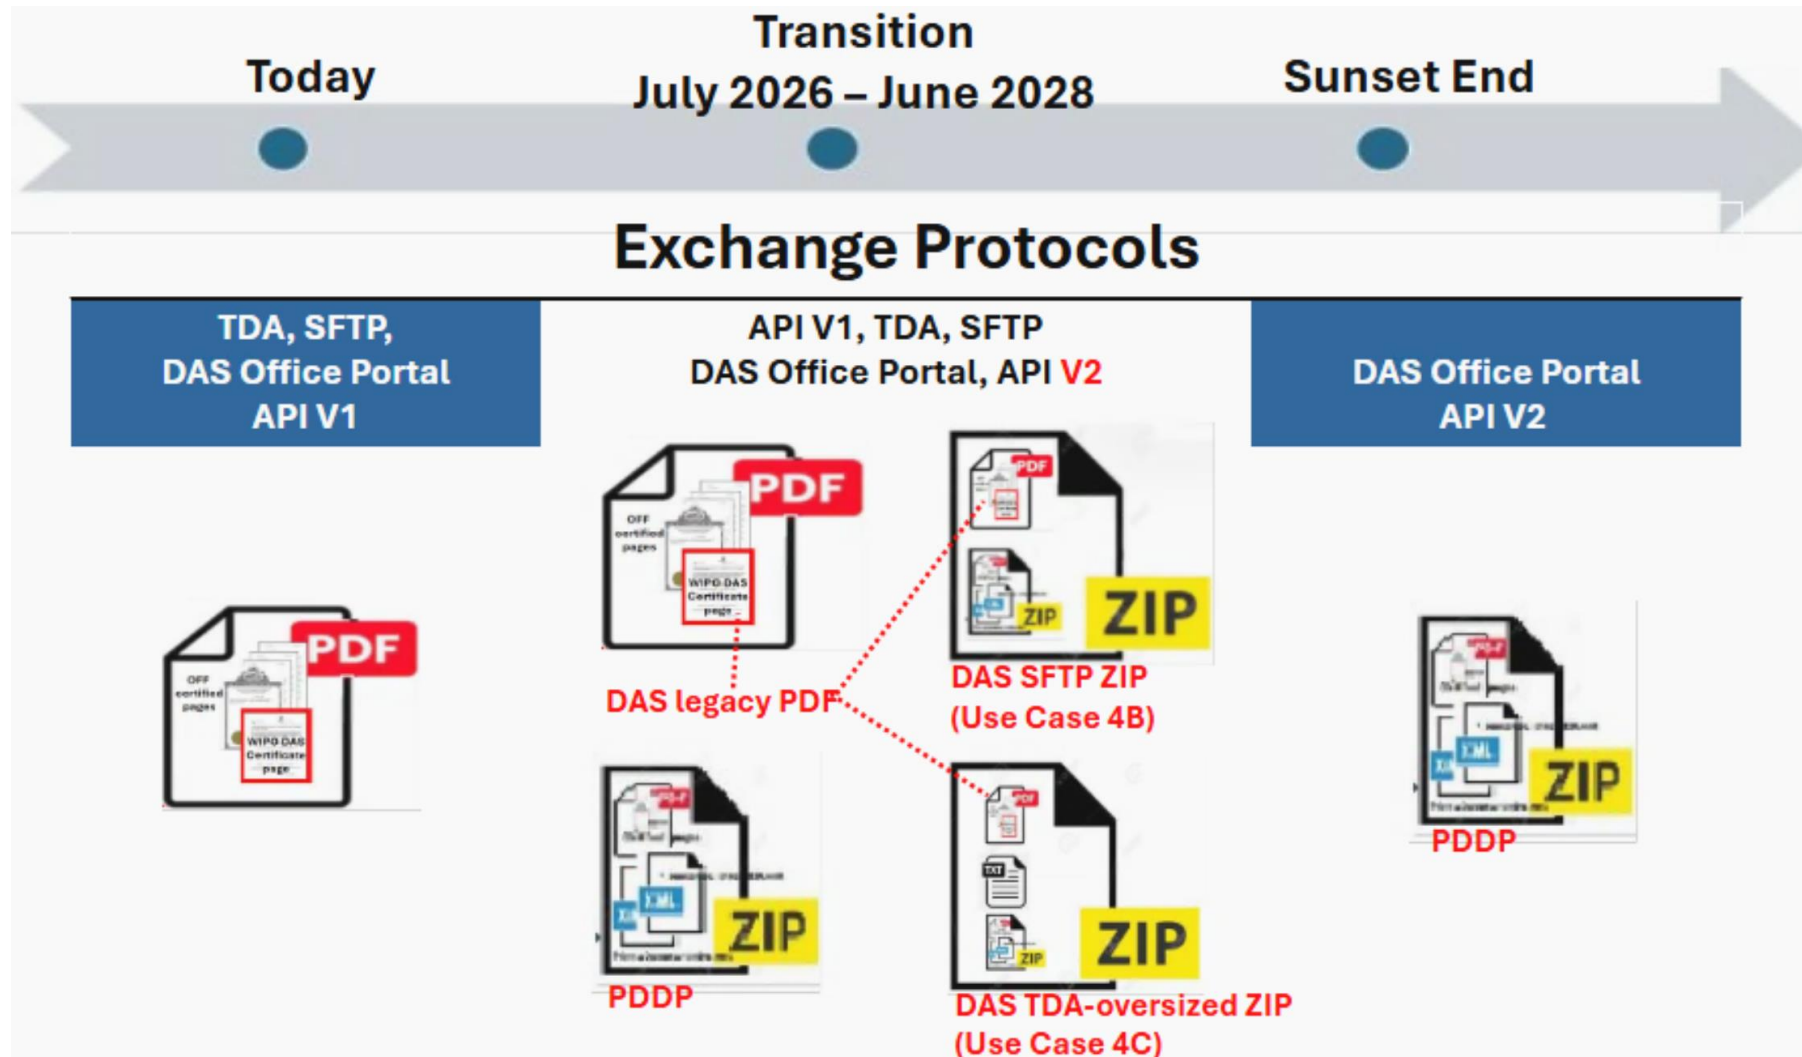 Today
Transition
July 2026 – June 2028
Sunset End
Exchange Protocols
TDA, SFTP,
DAS Office Portal
API V1
API V1, TDA, SFTP
DAS Office Portal, API V2
DAS Office Portal
API V2
PDF
OFF
certified
pages
WIPO DAS
Certificate
page
PDF
OFF
certified
pages
WIPO DAS
Certificate
page
DAS legacy PDF
PDF
ZIP
ZIP
DAS SFTP ZIP
(Use Case 4B)
XML
ZIP
PDDP
PDF
TXT
ZIP
ZIP
DAS TDA-oversized ZIP
(Use Case 4C)
XML
ZIP
PDDP